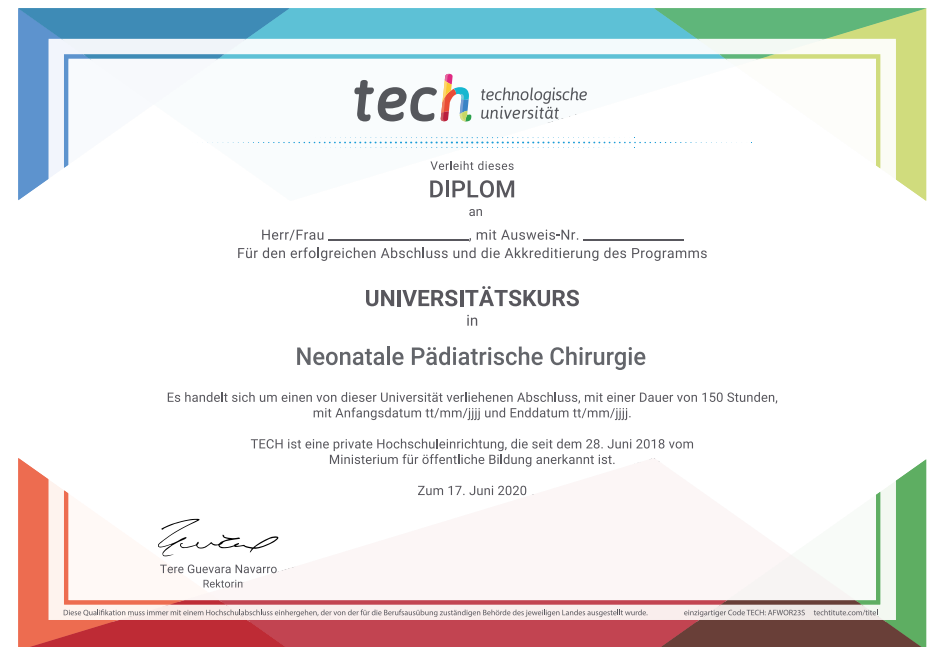 tech technologische
universität
Verleiht dieses
DIPLOM
an
Herr/Frau ____________________, mit Ausweis-Nr. ______________
Für den erfolgreichen Abschluss und die Akkreditierung des Programms
UNIVERSITÄTSKURS
in
Neonatale Pädiatrische Chirurgie
Es handelt sich um einen von dieser Universität verliehenen Abschluss, mit einer Dauer von 150 Stunden,
mit Anfangsdatum tt/mm/jjjj und Enddatum tt/mm/jjjj.
TECH ist eine private Hochschuleinrichtung, die seit dem 28. Juni 2018 vom
Ministerium für öffentliche Bildung anerkannt ist.
Zum 17. Juni 2020
Tere Guevara Navarro
Rektorin
Diese Qualifikation muss immer mit einem Hochschulabschluss einhergehen, der von der für die Berufsausübung zuständigen Behörde des jeweiligen Landes ausgestellt wurde. einzigartiger Code TECH: AFWOR23S techtitute.com/titel